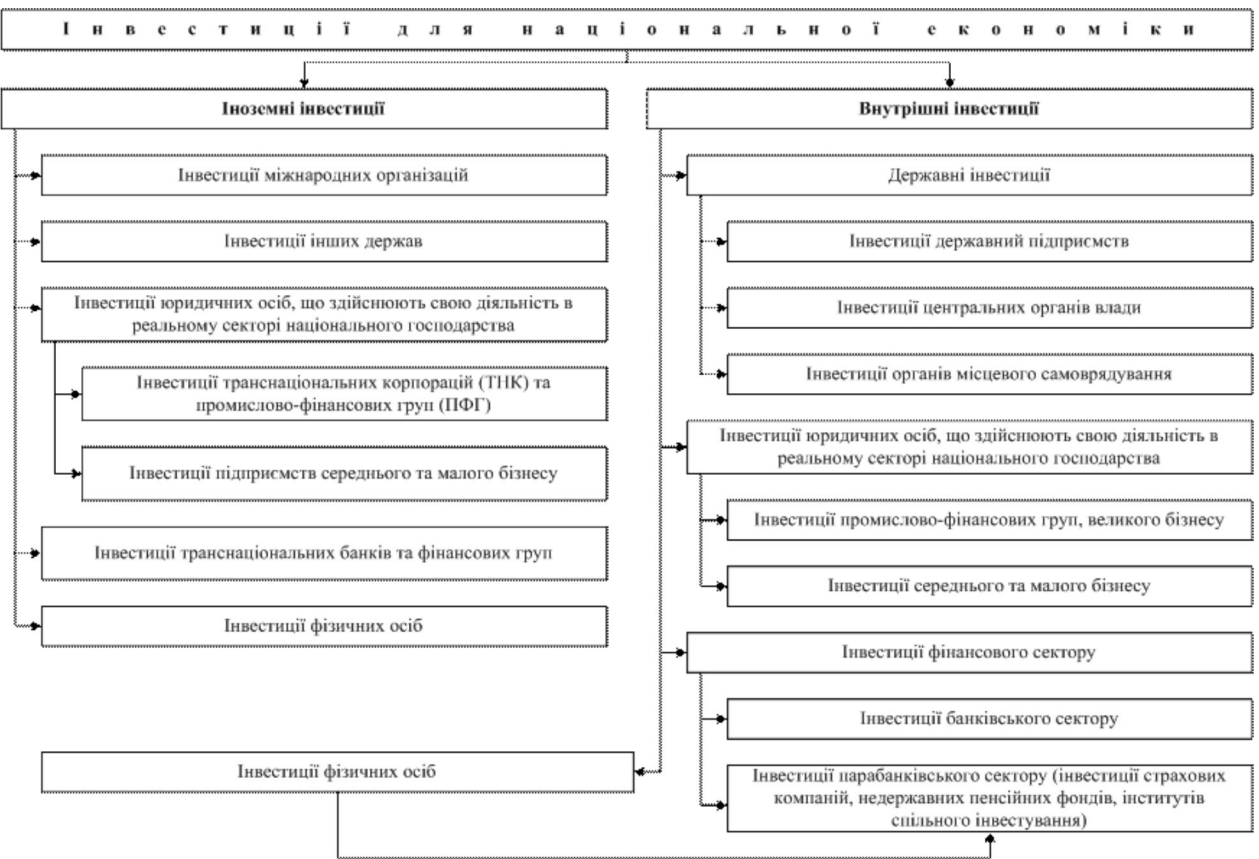 Інвестиції для національної економіки
Іноземні інвестиції
Інвестиції міжнародних організацій
Інвестиції інших держав
Інвестиції юридичних осіб, що здійснюють свою діяльність в
реальному секторі національного господарства
Інвестиції транснаціональних корпорацій (ТНК) та
промислово-фінансових груп (ПФГ)
Інвестиції підприємств середнього та малого бізнесу
Інвестиції транснаціональних банків та фінансових груп
Інвестиції фізичних осіб
Внутрішні інвестиції
Державні інвестиції
Інвестиції державний підприємств
Інвестиції центральних органів влади
Інвестиції органів місцевого самоврядування
Інвестиції юридичних осіб, що здійснюють свою діяльність в
реальному секторі національного господарства
Інвестиції промислово-фінансових груп, великого бізнесу
Інвестиції середнього та малого бізнесу
Інвестиції фінансового сектору
Інвестиції банківського сектору
Інвестиції парабанківського сектору (інвестиції страхових
компаній, недержавних пенсійних фондів, інститутів
спільного інвестування)
Інвестиції фізичних осіб